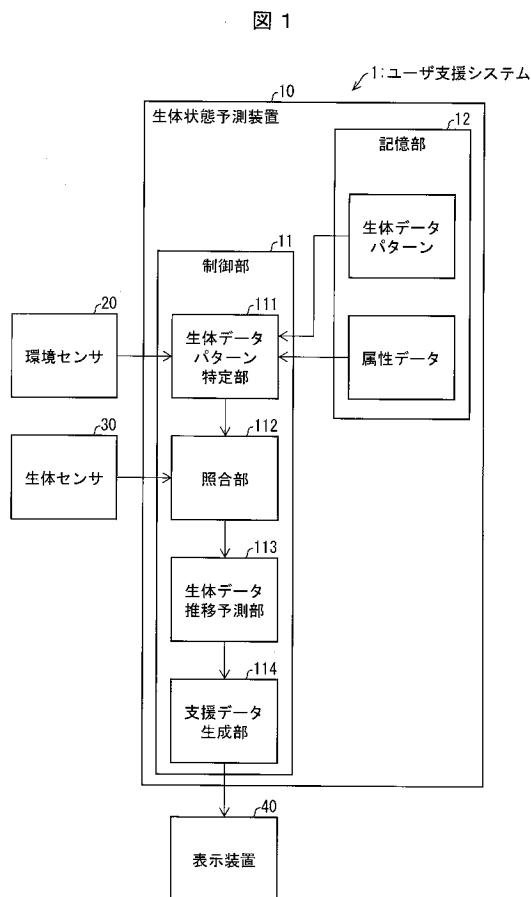 図 1
1:ユーザ支援システム
10
生体状態予測装置
12
記憶部
生体データ
パターン
属性データ
11
制御部
111
生体データ
パターン
特定部
20
環境センサ
112
照合部
30
生体センサ
113
生体データ
推移予測部
114
支援データ
生成部
40
表示装置